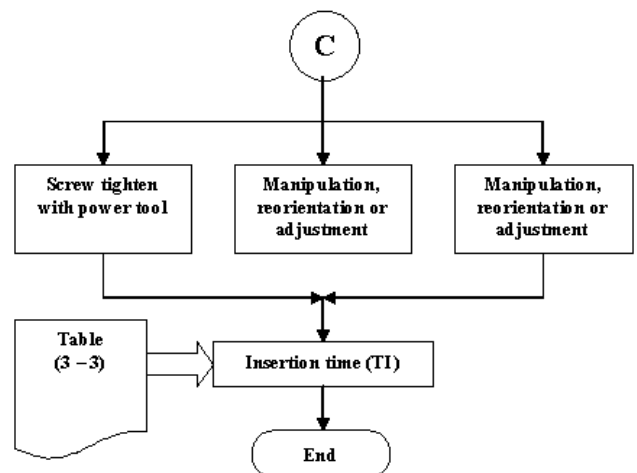 C
Screw tighten
with power tool
Manipulation,
reorientation or
adjustment
Manipulation,
reorientation or
adjustment
Table
(3 – 3)
Insertion time (TI)
End